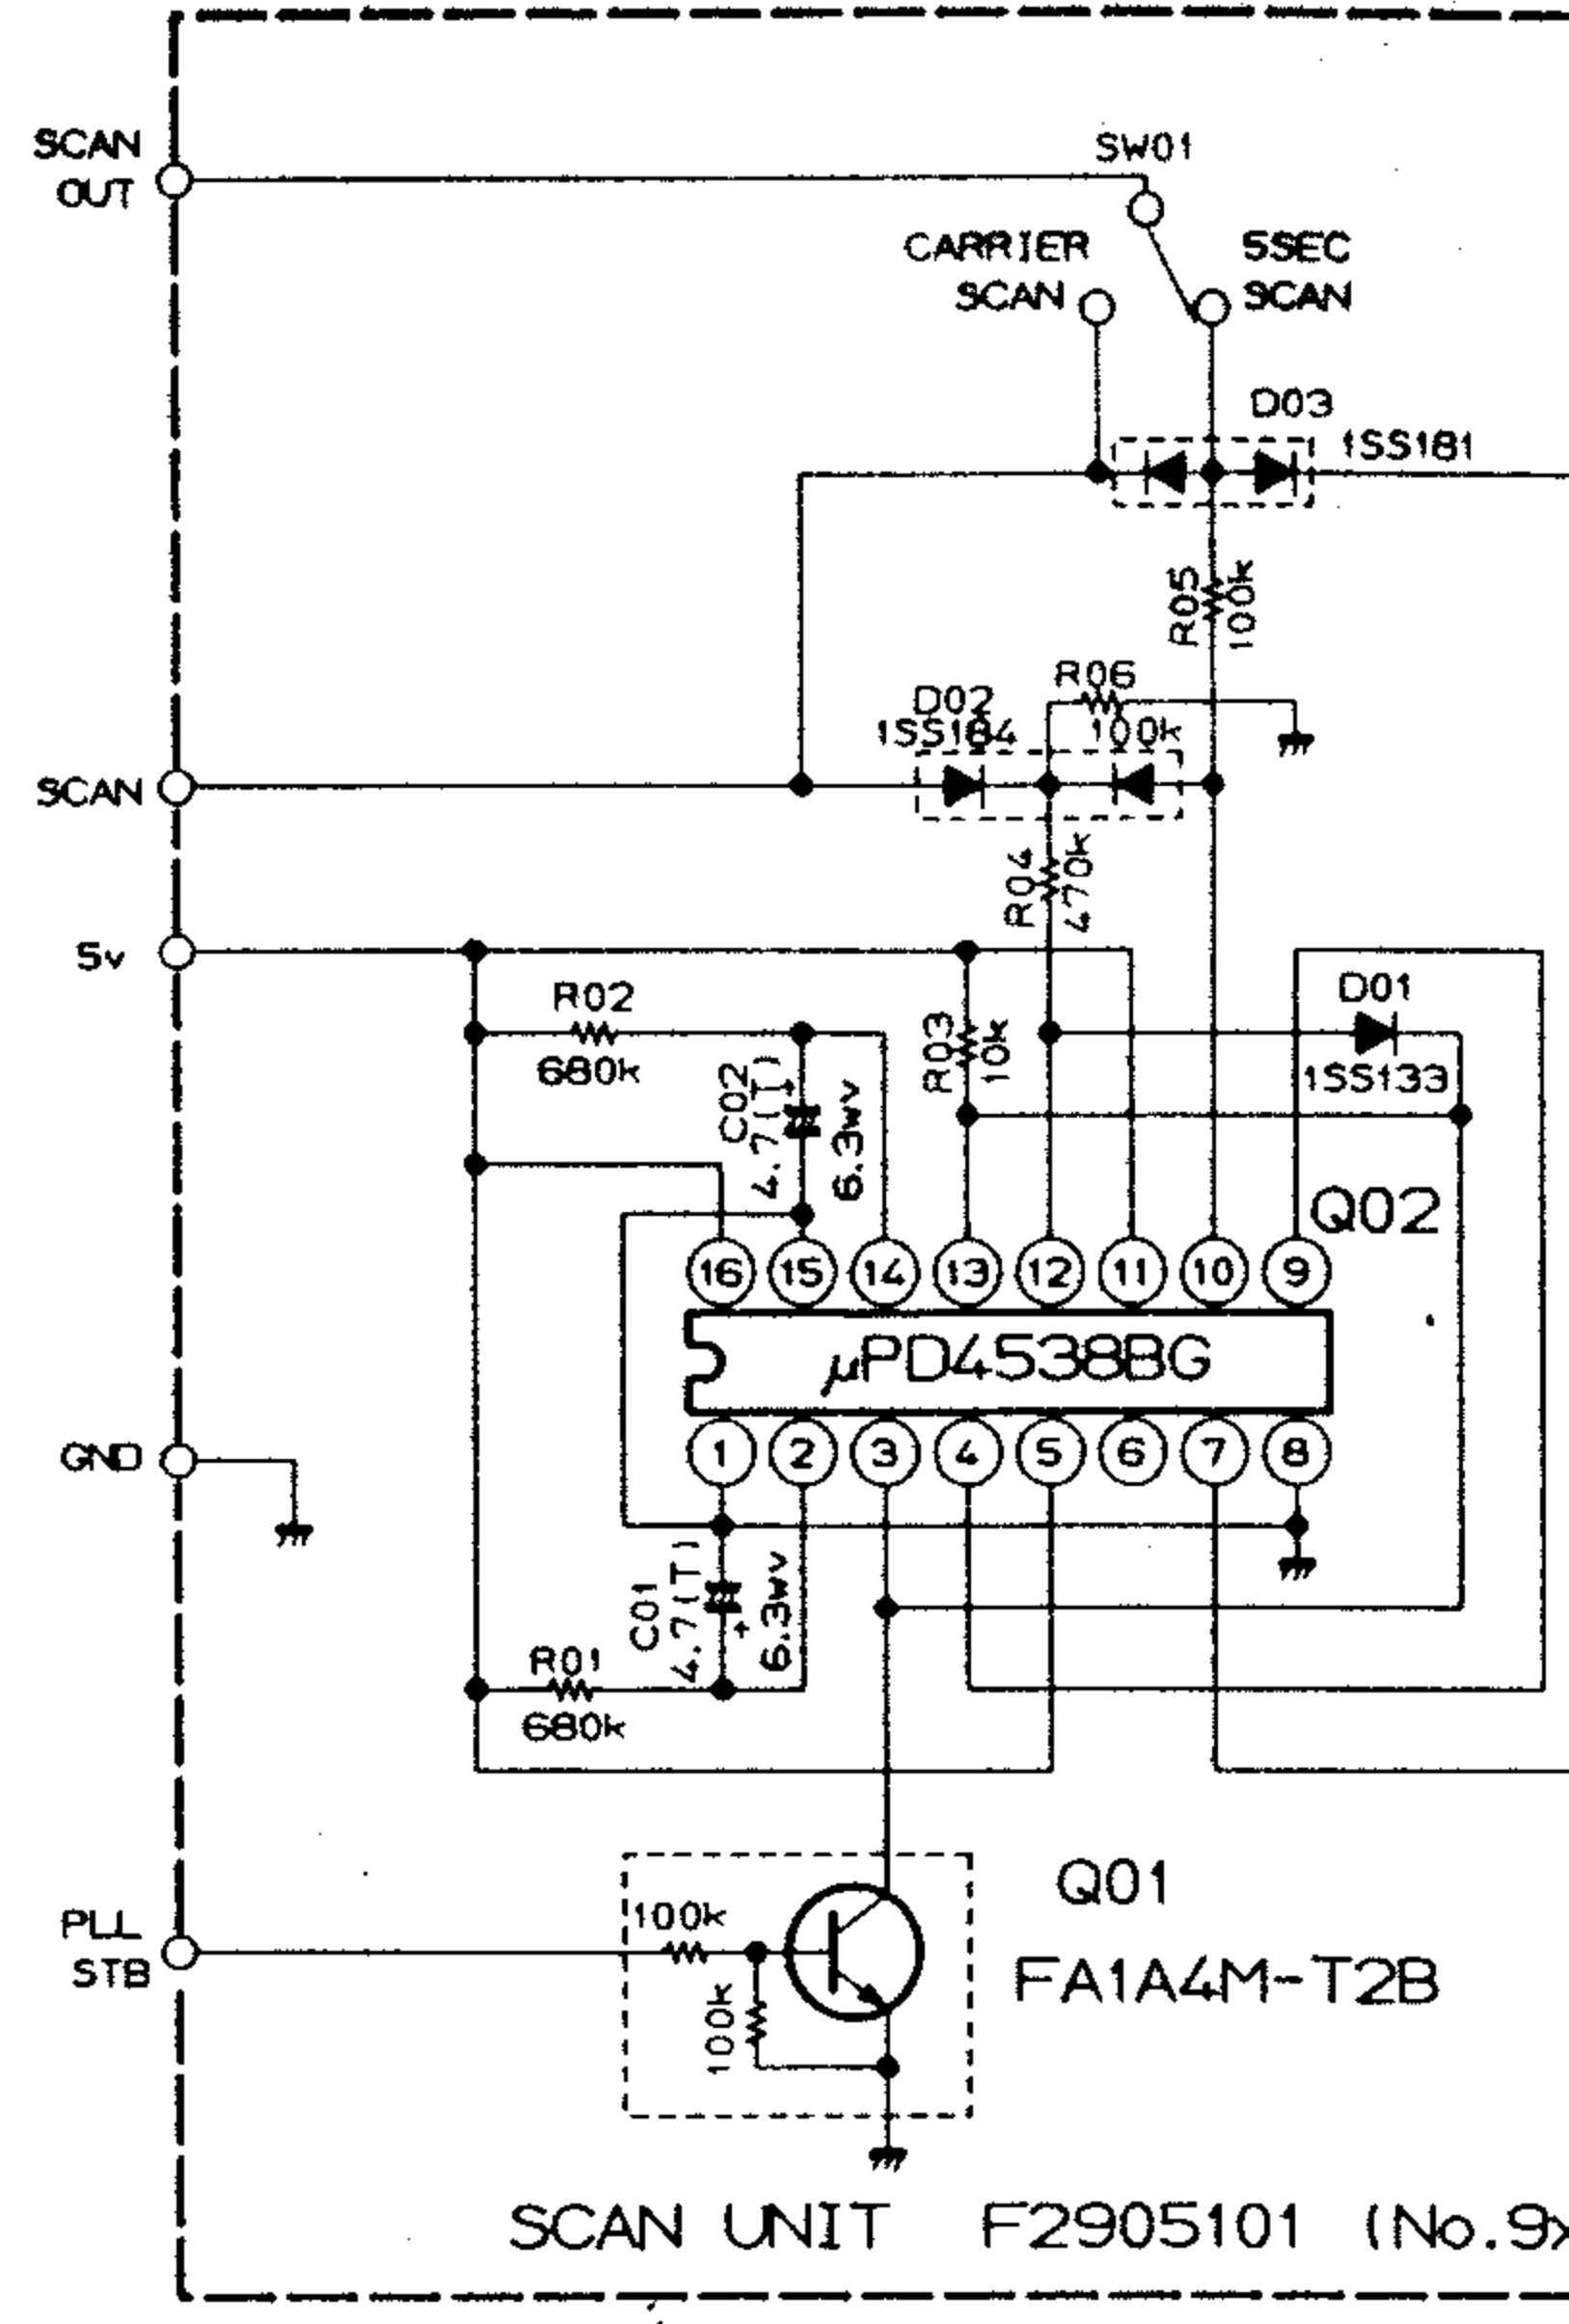 SCAN
OUT
SW01
CARRIER
SCAN
5SEC
SCAN
D03
1SS181
R05
100k
R06
100k
D02
1SS184
SCAN
R04
470k
5v
R02
680k
C02
4.7(T)
+
6.3wv
R03
10k
D01
1SS133
Q02
16 15 14 13 12 11 10 9
μPD4538BG
1 2 3 4 5 6 7 8
GND
C01
4.7(T)
+
6.3wv
R01
680k
Q01
FA1A4M-T2B
PLL
STB
100k
100k
SCAN UNIT F2905101 (No.9x